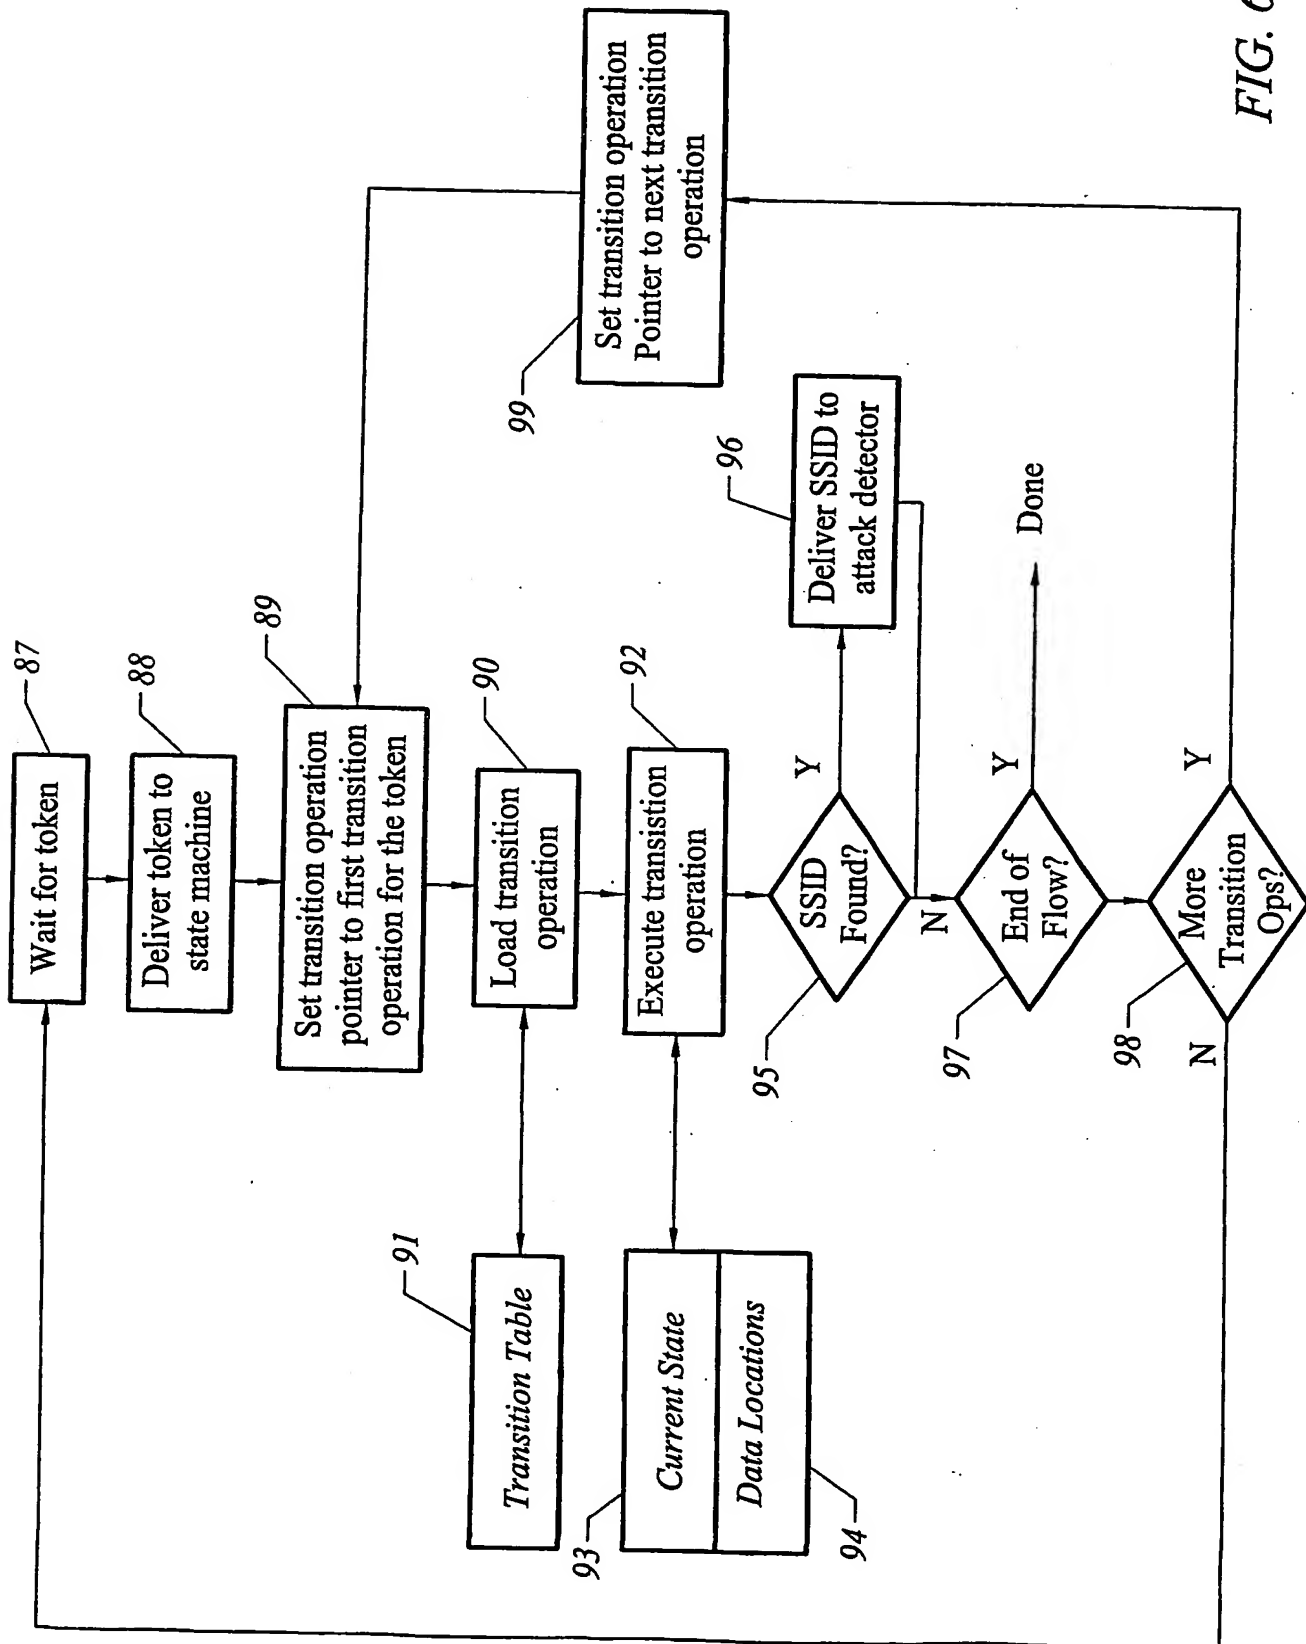 87
Wait for token
88
Deliver token to
state machine
89
Set transition operation
pointer to first transition
operation for the token
90
Load transition
operation
91
Transition Table
92
Execute transistion
operation
93
Current State
Data Locations
94
95
SSID
Found?
Y
N
96
Deliver SSID to
attack detector
97
End of
Flow?
Y
Done
98
More
Transition
Ops?
Y
N
99
Set transition operation
Pointer to next transition
operation
FIG. 6